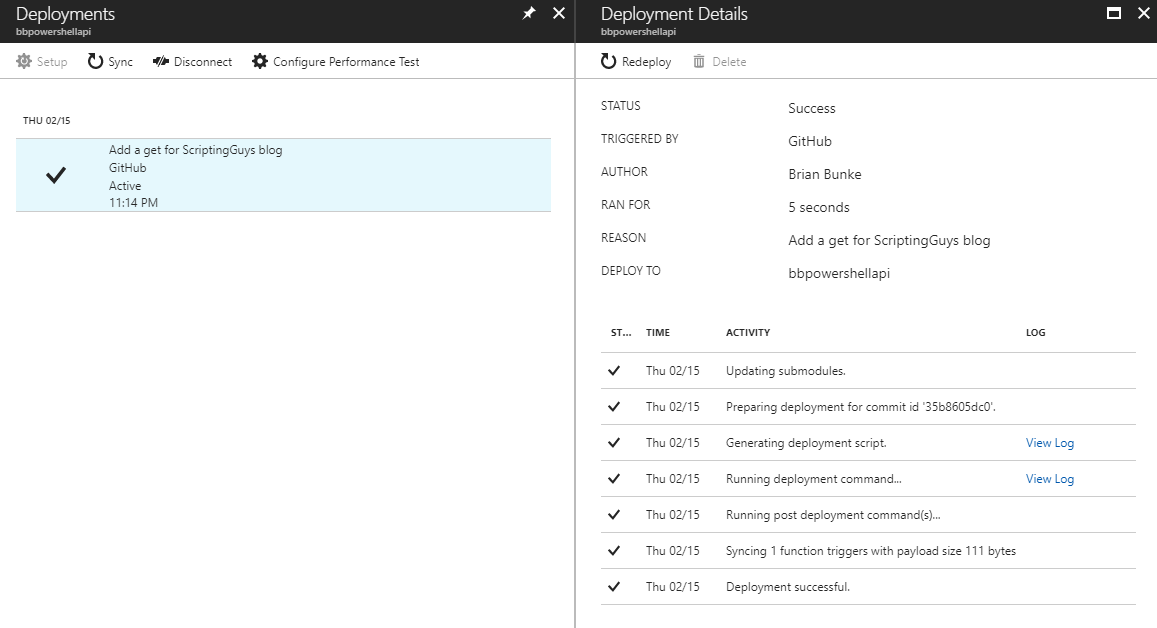 Deployments
bbpowershellapi
Setup Sync Disconnect Configure Performance Test
THU 02/15
Add a get for ScriptingGuys blog
GitHub
Active
11:14 PM
Deployment Details
bbpowershellapi
Redeploy Delete
STATUS Success
TRIGGERED BY GitHub
AUTHOR Brian Bunke
RAN FOR 5 seconds
REASON Add a get for ScriptingGuys blog
DEPLOY TO bbpowershellapi
ST... TIME ACTIVITY LOG
Thu 02/15 Updating submodules.
Thu 02/15 Preparing deployment for commit id '35b8605dc0'.
Thu 02/15 Generating deployment script. View Log
Thu 02/15 Running deployment command... View Log
Thu 02/15 Running post deployment command(s)...
Thu 02/15 Syncing 1 function triggers with payload size 111 bytes
Thu 02/15 Deployment successful.